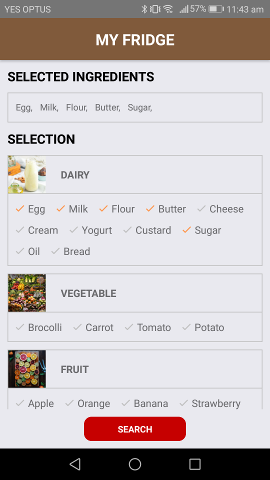 YES OPTUS 57% 11:43 am
MY FRIDGE
SELECTED INGREDIENTS
Egg, Milk, Flour, Butter, Sugar,
SELECTION
DAIRY
Egg Milk Flour Butter Cheese
Cream Yogurt Custard Sugar
Oil Bread
VEGETABLE
Brocolli Carrot Tomato Potato
FRUIT
Apple Orange Banana Strawberry
SEARCH